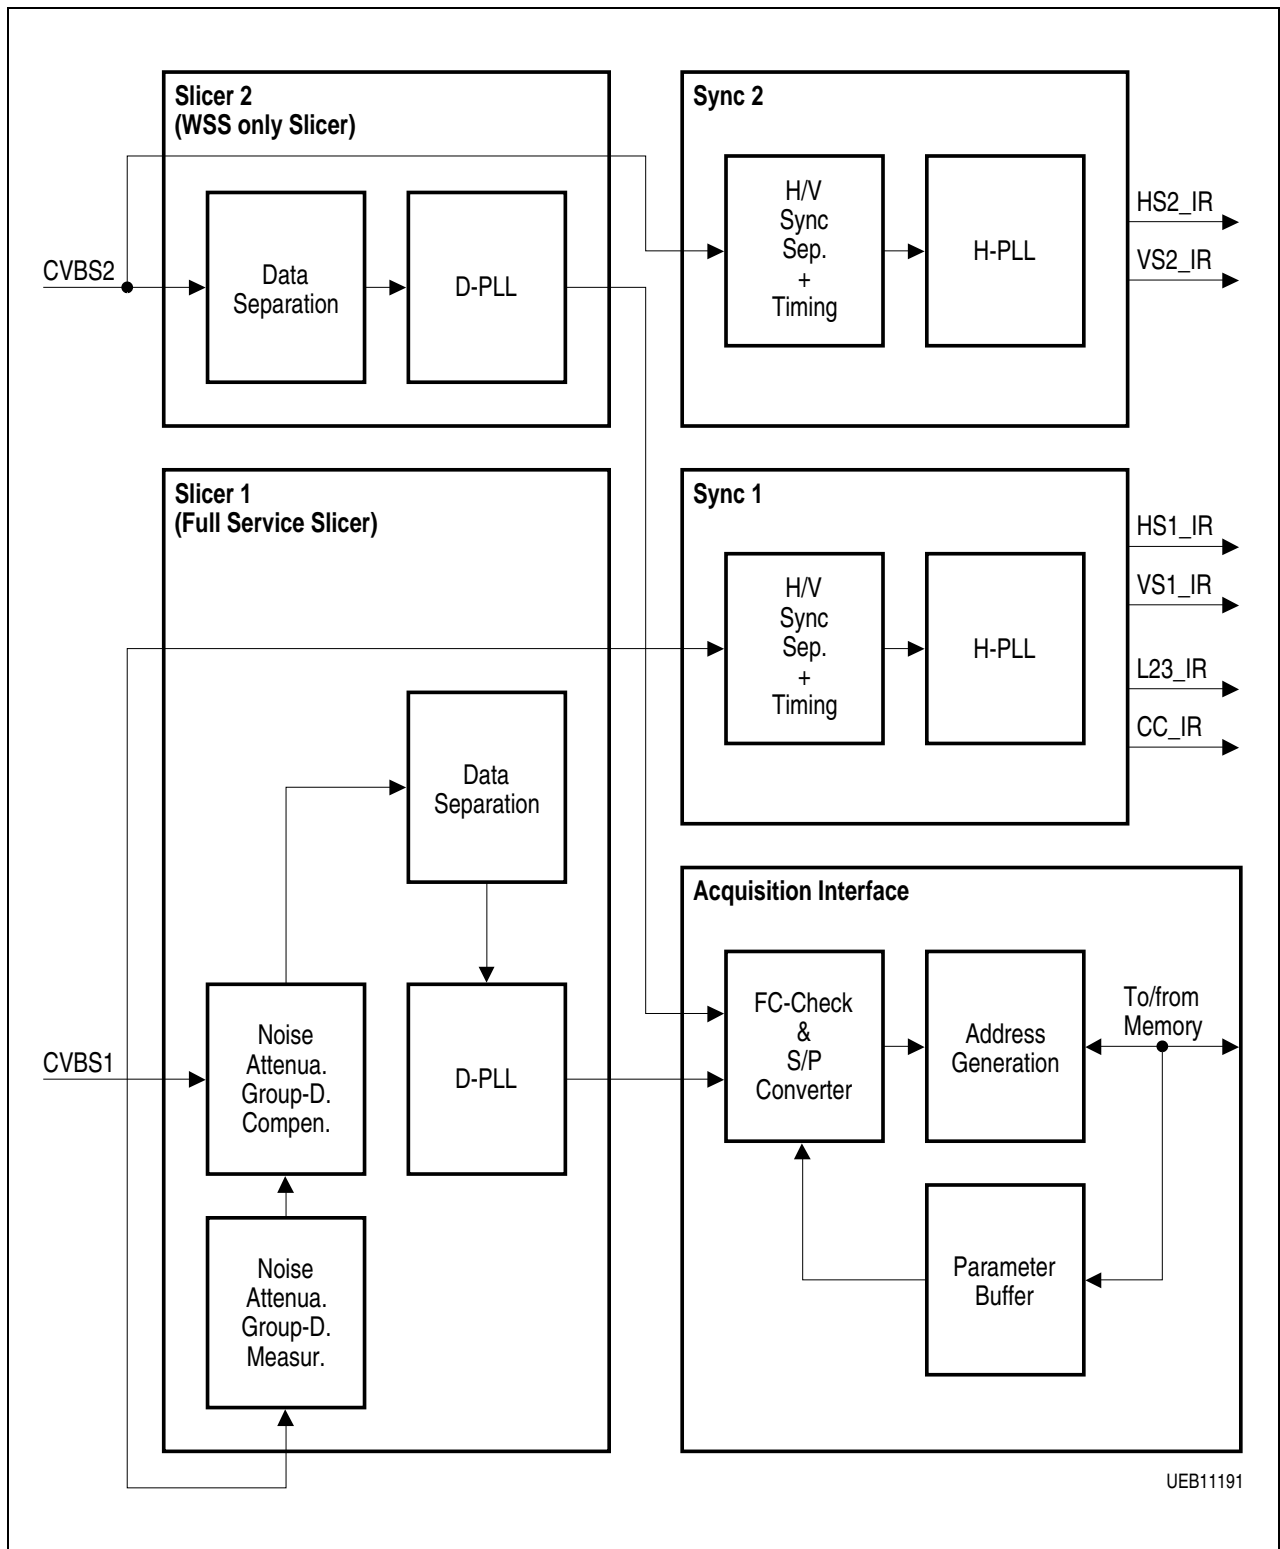 Slicer 2
(WSS only Slicer)
CVBS2
Data
Separation
D-PLL
Sync 2
H/V
Sync
Sep.
+
Timing
H-PLL
HS2_IR
VS2_IR
Slicer 1
(Full Service Slicer)
Data
Separation
CVBS1
Noise
Attenua.
Group-D.
Compen.
D-PLL
Noise
Attenua.
Group-D.
Measur.
Sync 1
H/V
Sync
Sep.
+
Timing
H-PLL
HS1_IR
VS1_IR
L23_IR
CC_IR
Acquisition Interface
FC-Check
&
S/P
Converter
Address
Generation
To/from
Memory
Parameter
Buffer
UEB11191